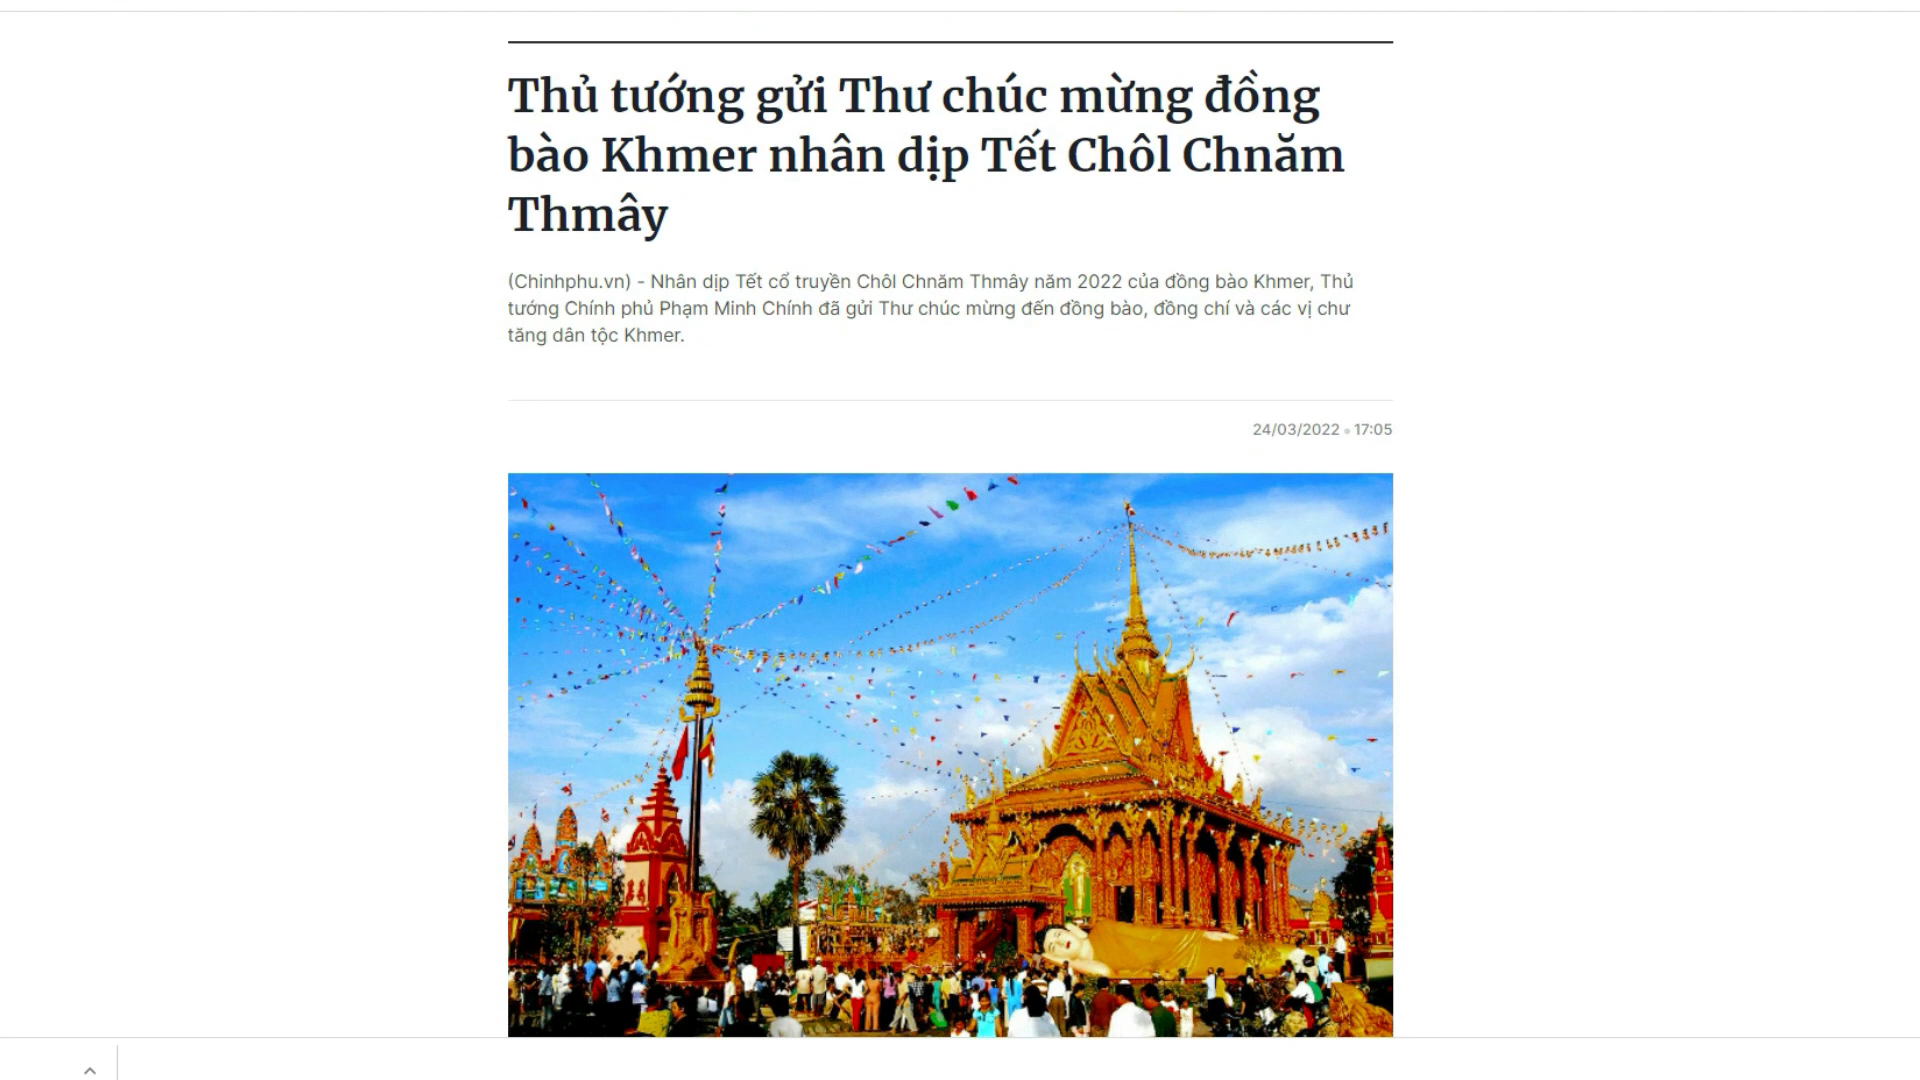 Thủ tướng gửi Thư chúc mừng đồng
bào Khmer nhân dịp Tết Chôl Chnăm
Thmây
(Chinhphu.vn) - Nhân dịp Tết cổ truyền Chôl Chnăm Thmây năm 2022 của đồng bào Khmer, Thủ
tướng Chính phủ Phạm Minh Chính đã gửi Thư chúc mừng đến đồng bào, đồng chí và các vị chư
tăng dân tộc Khmer.
24/03/2022 • 17:05